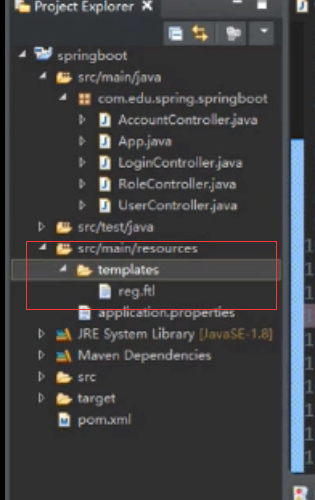 Project Explorer
springboot
src/main/java
com.edu.spring.springboot
AccountController.java
App.java
LoginController.java
RoleController.java
UserController.java
src/test/java
src/main/resources
templates
reg.ftl
application.properties
JRE System Library [JavaSE-1.8]
Maven Dependencies
src
target
pom.xml